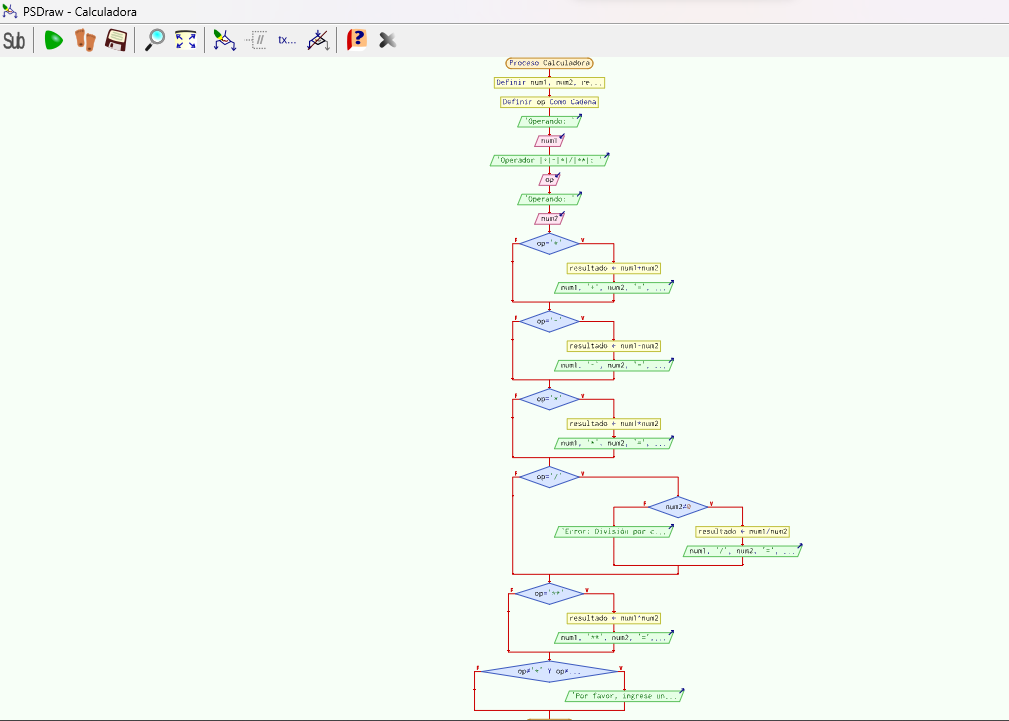 PSDraw - Calculadora
Sub
tx...
?
Proceso Calculadora
Definir num1, num2, re...
Definir op Como Cadena
'Operando: '
num1
'Operador |+|-|*|/|**|: '
op
'Operando: '
num2
F op='+' V
resultado ← num1+num2
num1, '+', num2, '=', ...
F op='-' V
resultado ← num1-num2
num1, '-', num2, '=', ...
F op='*' V
resultado ← num1*num2
num1, '*', num2, '=', ...
F op='/' V
F num2≠0 V
'Error: División por c... resultado ← num1/num2
num1, '/', num2, '=', ...
F op='**' V
resultado ← num1^num2
num1, '**', num2, '=',...
F op≠'+' Y op≠... V
'Por favor, ingrese un...